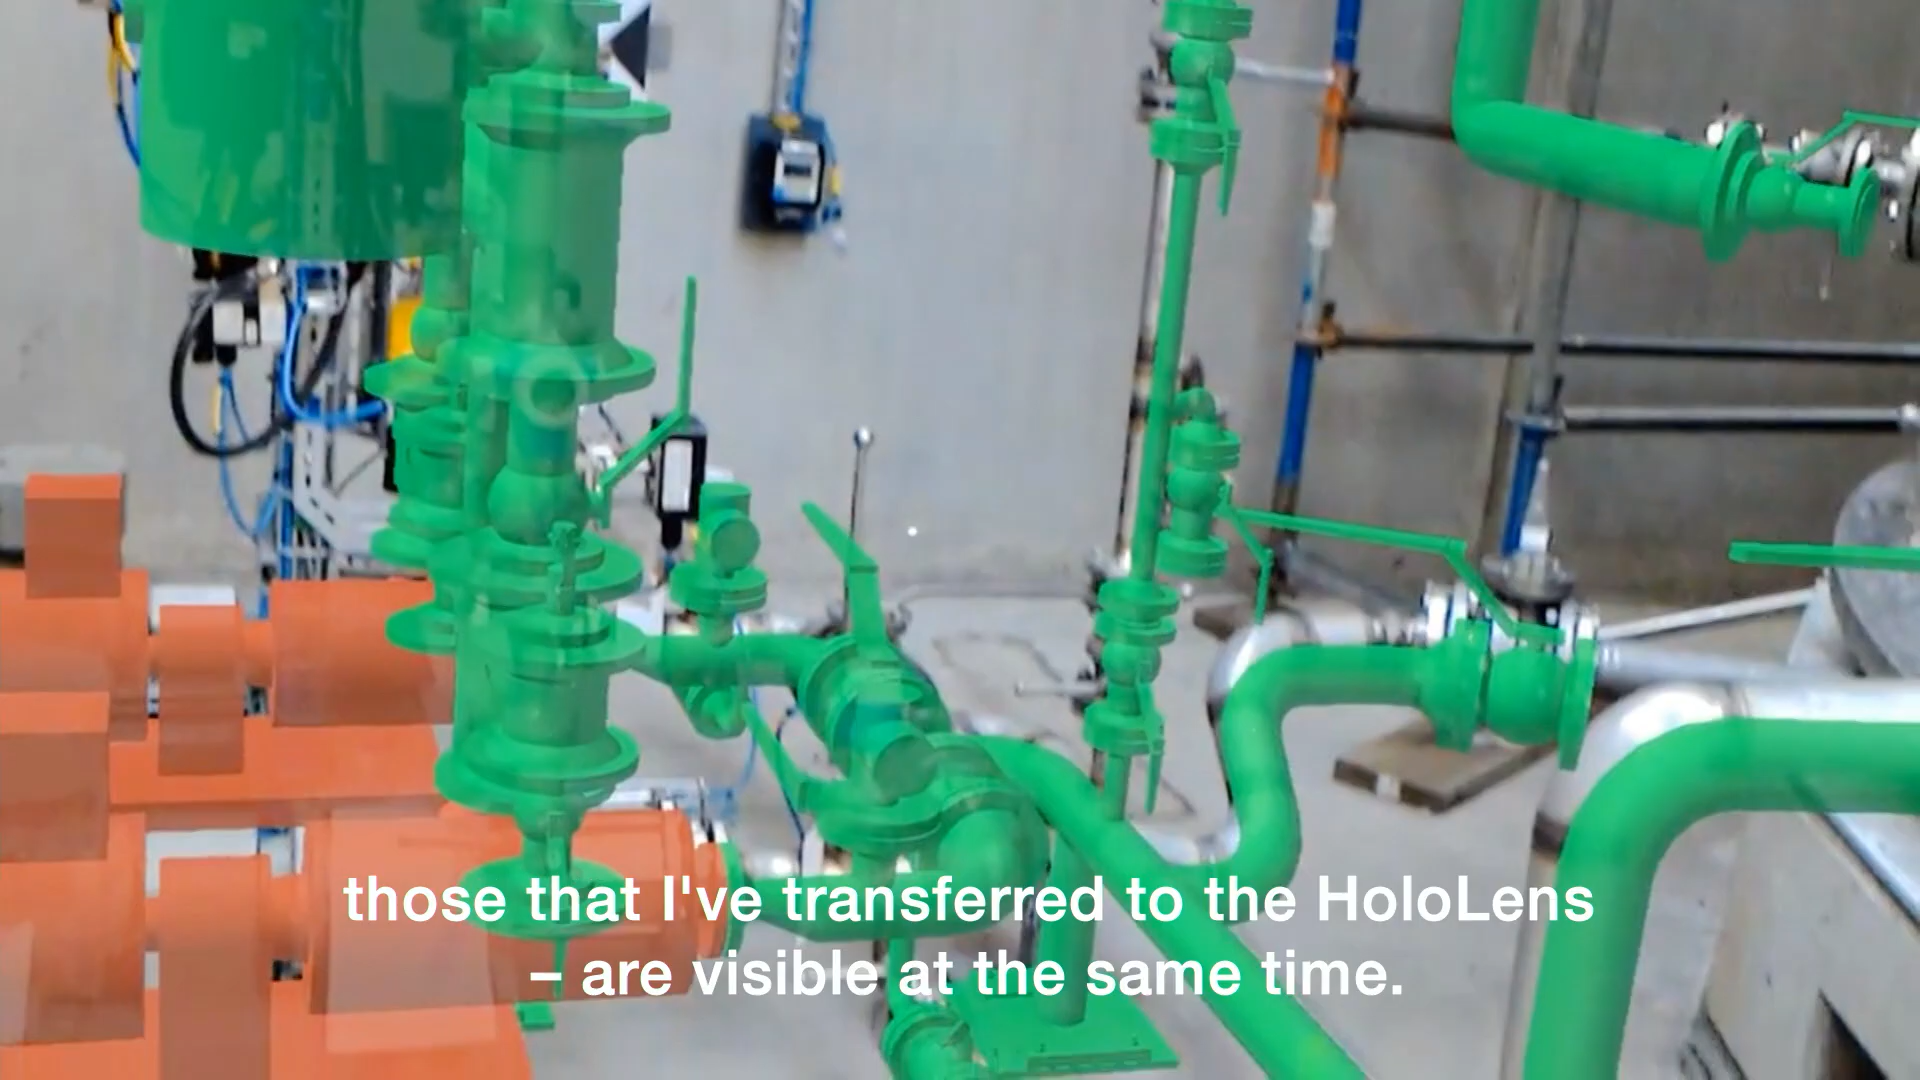 those that I've transferred to the HoloLens
– are visible at the same time.